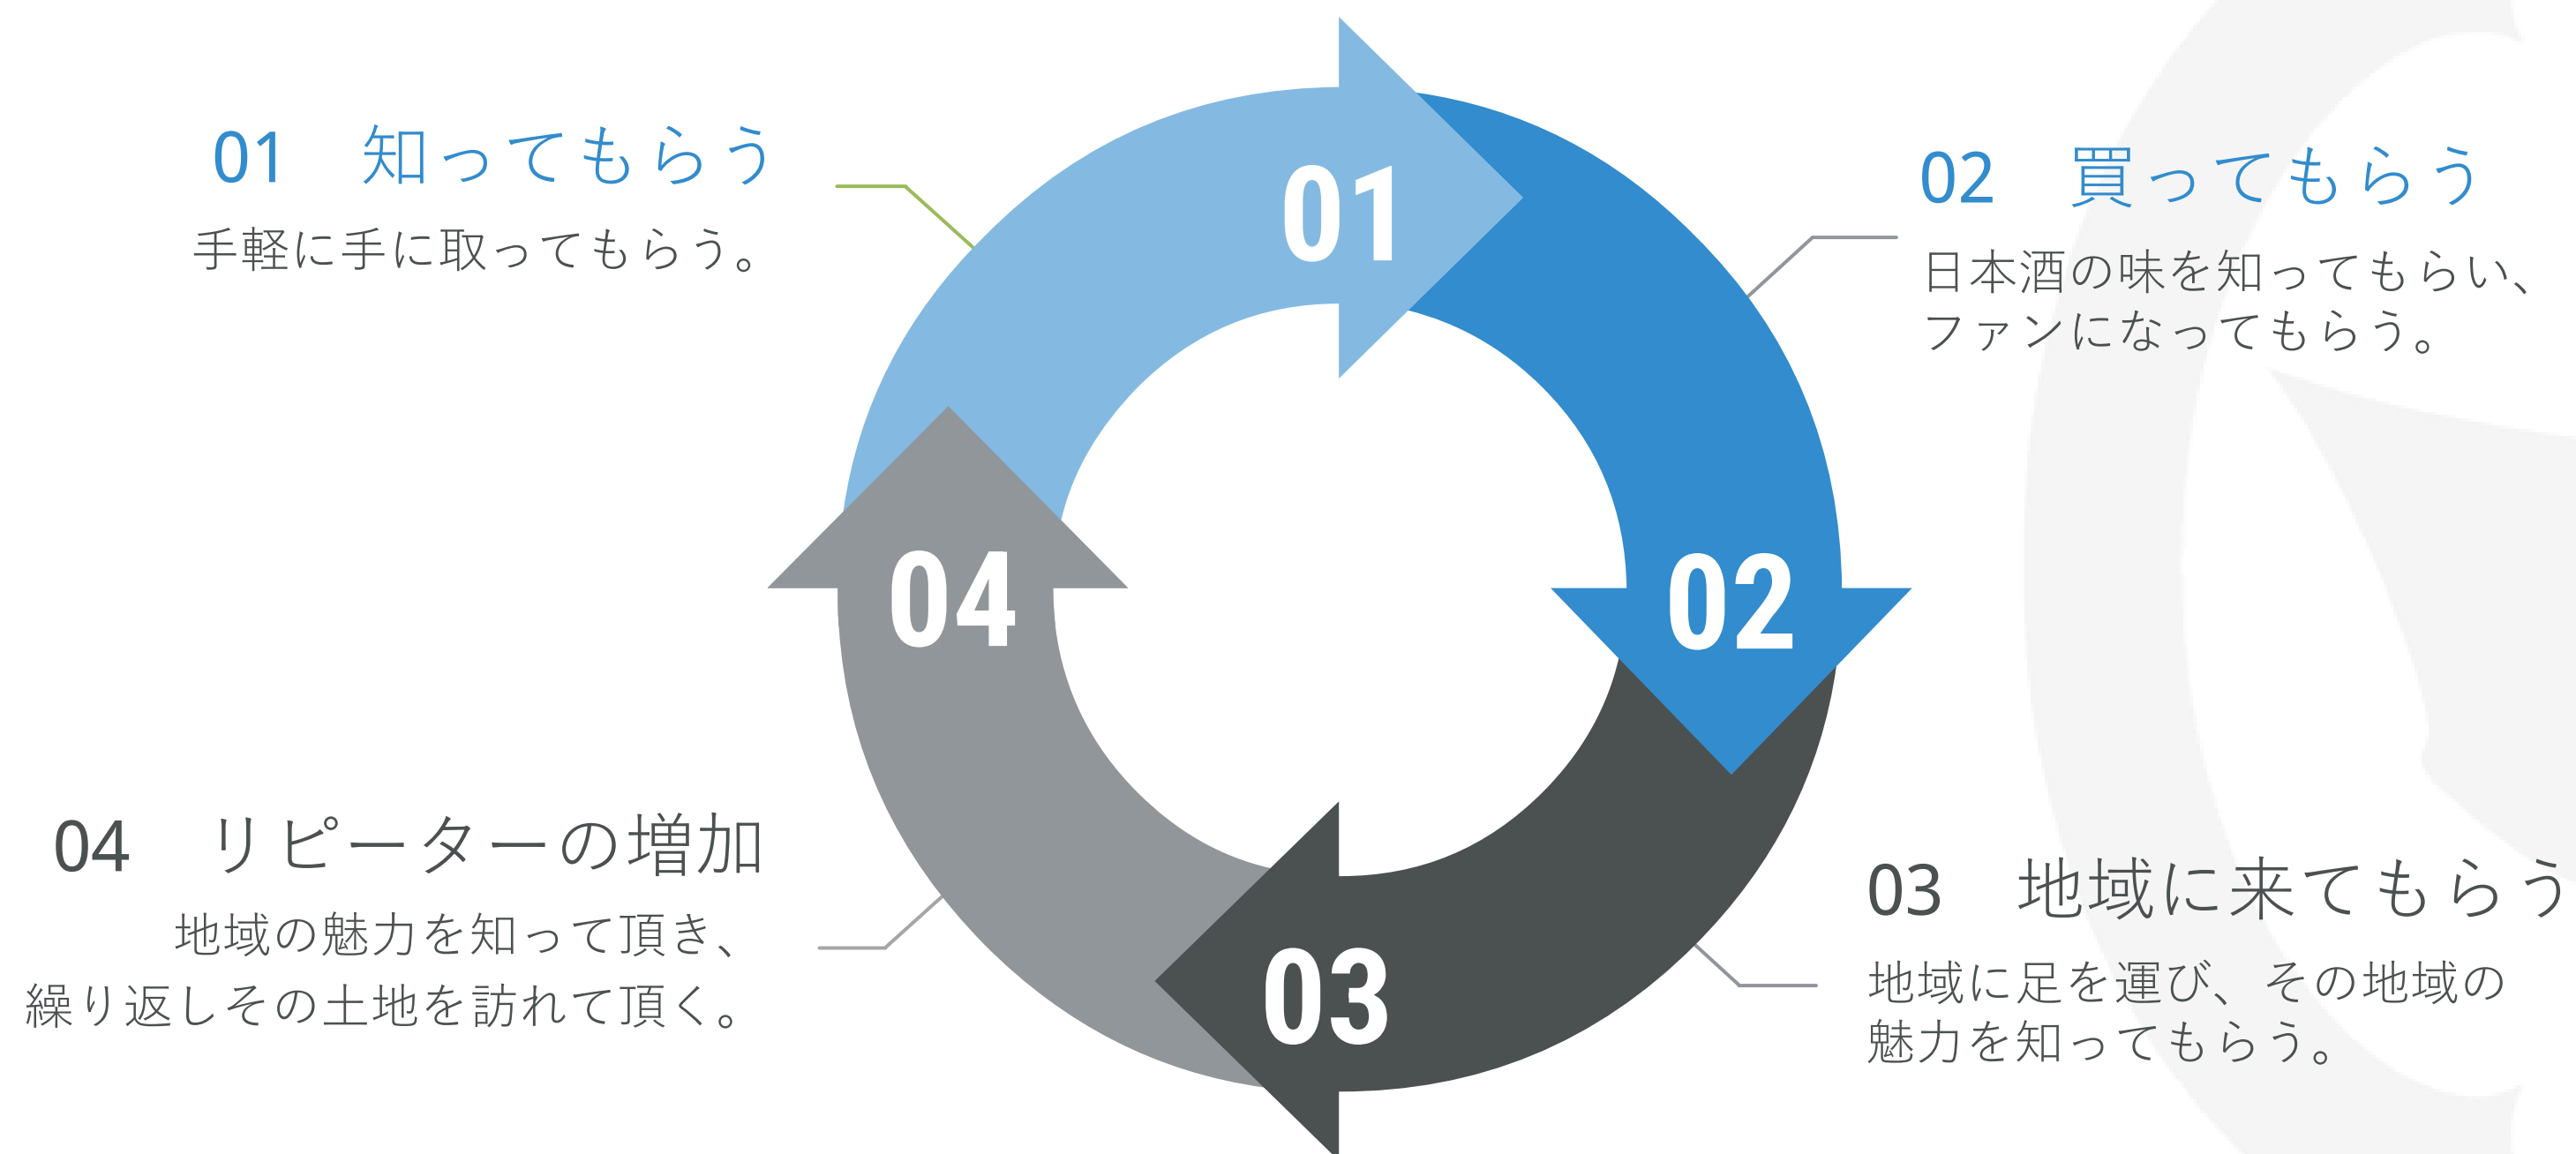 01　知ってもらう
手軽に手に取ってもらう。
02　買ってもらう
日本酒の味を知ってもらい、
ファンになってもらう。
03　地域に来てもらう
地域に足を運び、その地域の
魅力を知ってもらう。
04　リピーターの増加
地域の魅力を知って頂き、
繰り返しその土地を訪れて頂く。
01
02
03
04